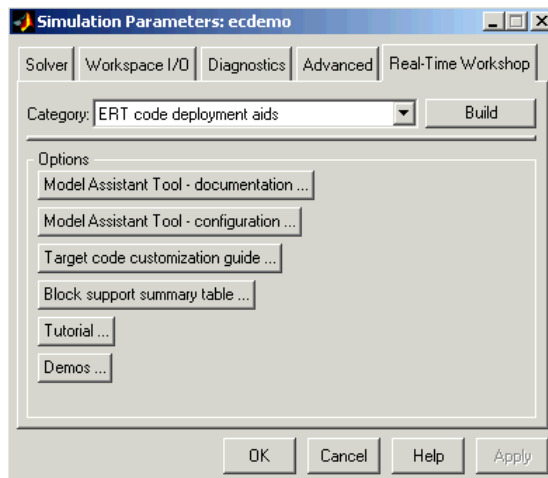 Simulation Parameters: ecdemo
Solver Workspace I/O Diagnostics Advanced Real-Time Workshop
Category: ERT code deployment aids Build
Options
Model Assistant Tool - documentation ...
Model Assistant Tool - configuration ...
Target code customization guide ...
Block support summary table ...
Tutorial ...
Demos ...
OK Cancel Help Apply